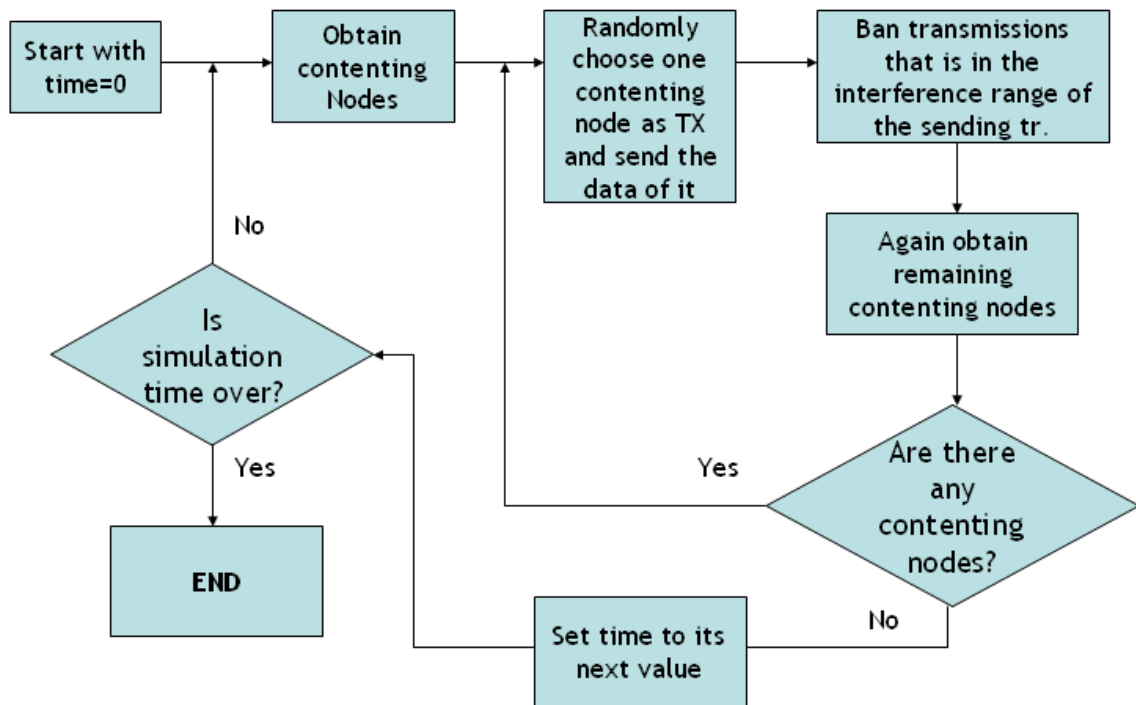 Start with
time=0
Obtain
contenting
Nodes
Randomly
choose one
contenting
node as TX
and send the
data of it
Ban transmissions
that is in the
interference range of
the sending tr.
Again obtain
remaining
contenting nodes
Are there
any
contenting
nodes?
Yes
No
Set time to its
next value
Is
simulation
time over?
No
Yes
END